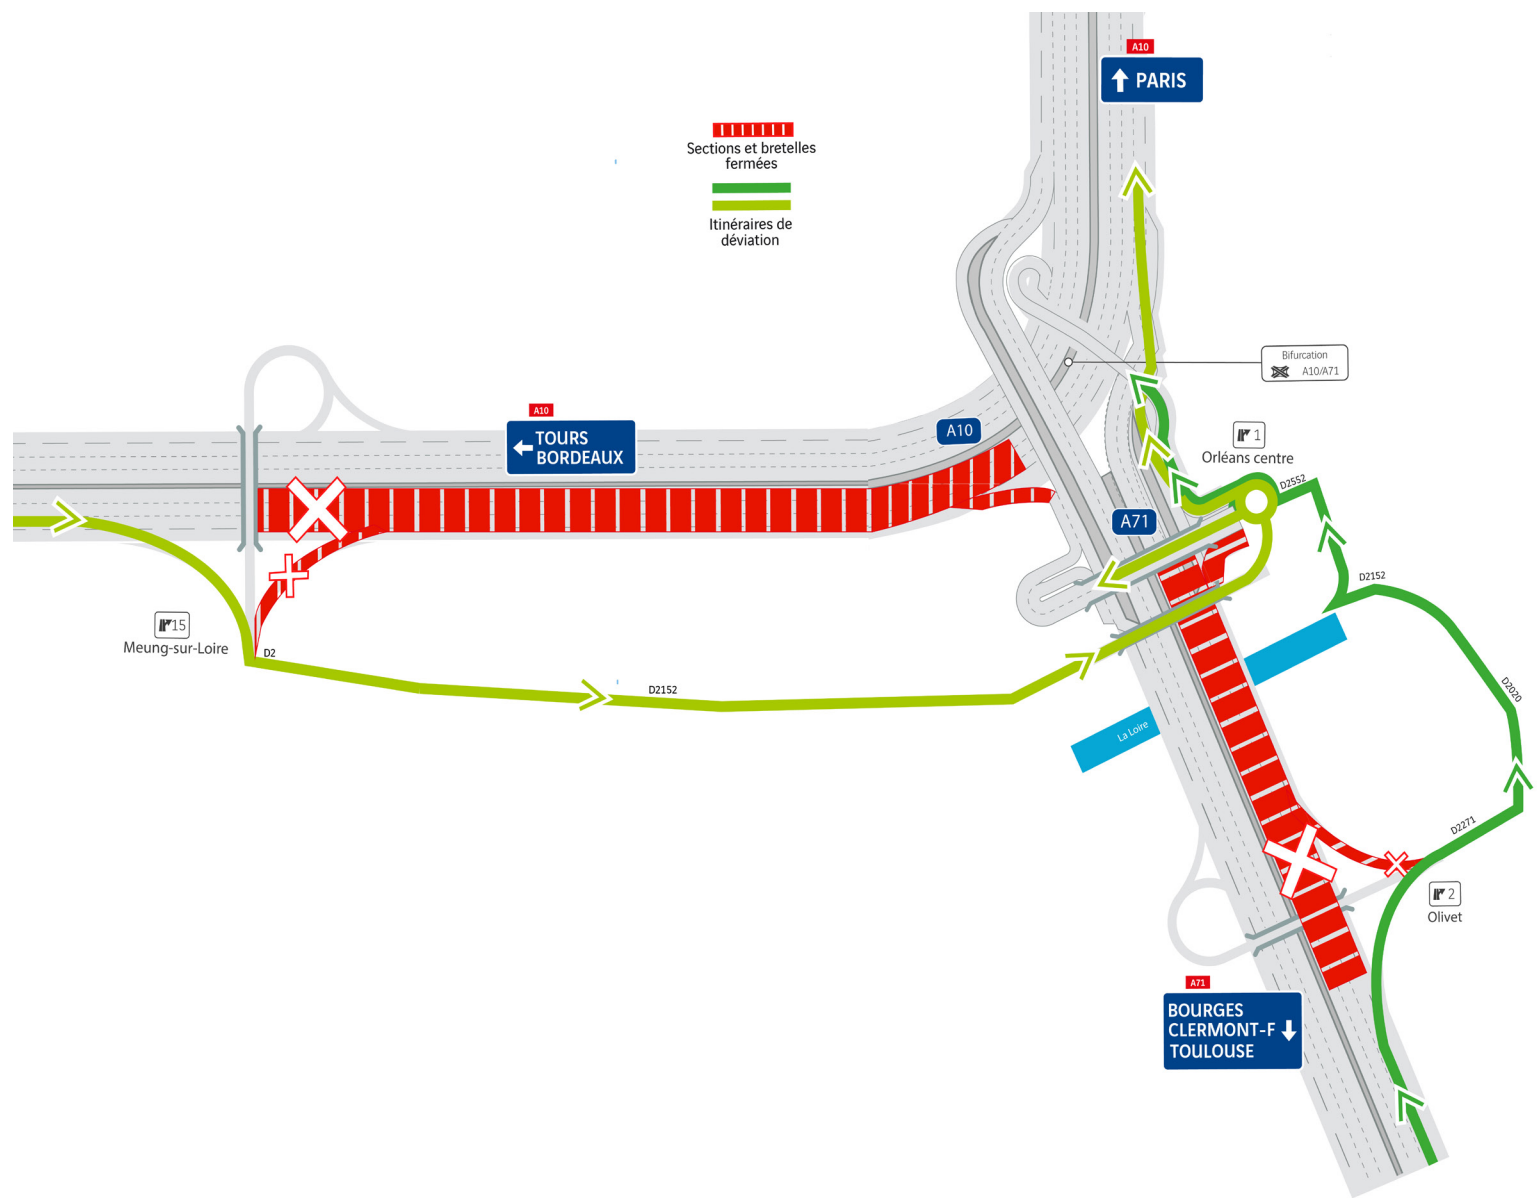 A10
PARIS
Sections et bretelles
fermées
Itinéraires de
déviation
Bifurcation
A10/A71
A10
TOURS
BORDEAUX
A10
1
Orléans centre
D2552
A71
D2152
15
Meung-sur-Loire
D2
D2152
D2020
La Loire
D2271
2
Olivet
A71
BOURGES
CLERMONT-F
TOULOUSE